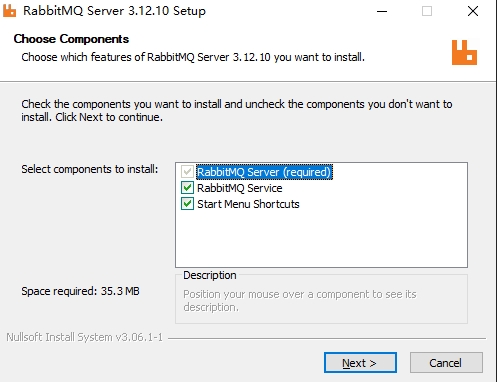 RabbitMQ Server 3.12.10 Setup
Choose Components
Choose which features of RabbitMQ Server 3.12.10 you want to install.
Check the components you want to install and uncheck the components you don't want to
install. Click Next to continue.
Select components to install:
RabbitMQ Server (required)
RabbitMQ Service
Start Menu Shortcuts
Space required: 35.3 MB
Description
Position your mouse over a component to see its
description.
Nullsoft Install System v3.06.1-1
Next >
Cancel